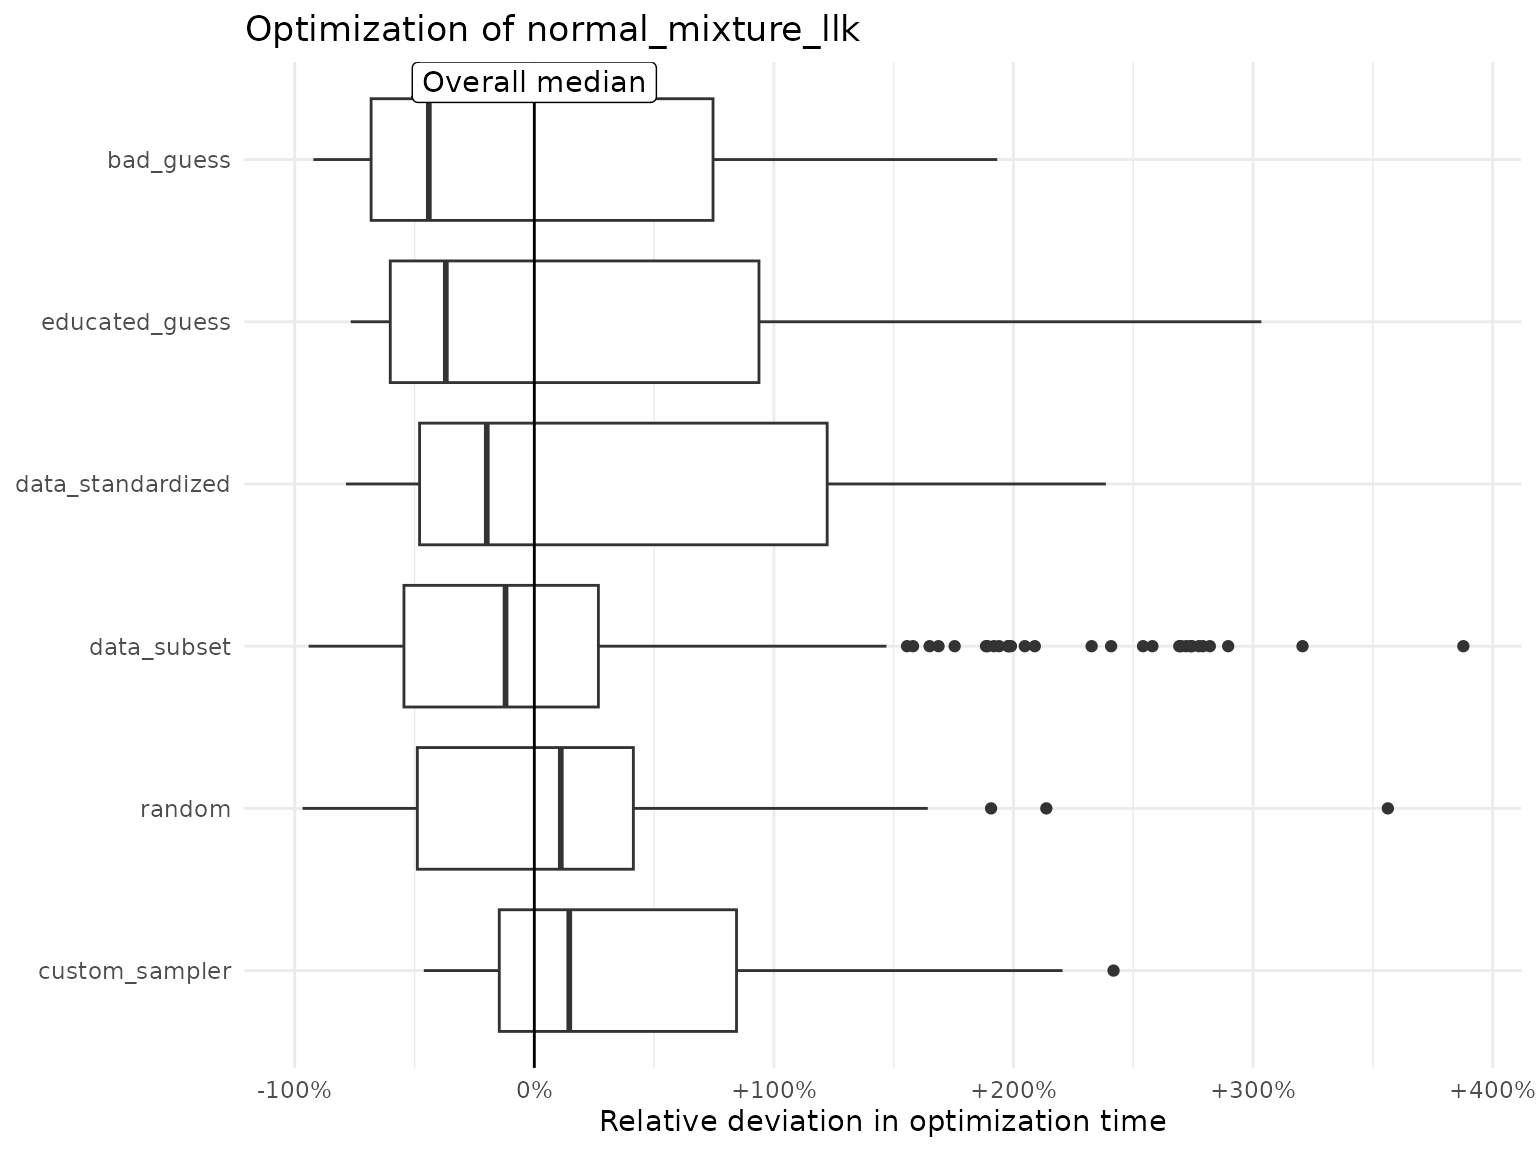 Optimization of normal_mixture_llk
Overall median
bad_guess
educated_guess
data_standardized
data_subset
random
custom_sampler
-100% 0% +100% +200% +300% +400%
Relative deviation in optimization time